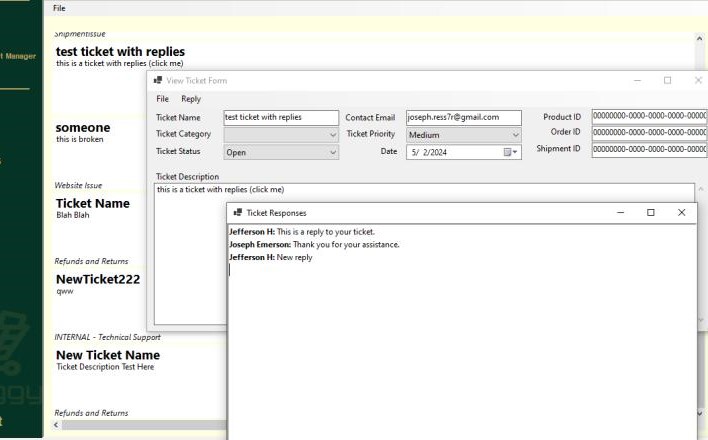 File
t Manager
Shipmentissue
test ticket with replies
this is a ticket with replies (click me)
View Ticket Form
File Reply
Ticket Name test ticket with replies Contact Email joseph.ress7r@gmail.com Product ID 00000000-0000-0000-0000-00000
Ticket Category Ticket Priority Medium Order ID 00000000-0000-0000-0000-00000
Ticket Status Open Date 5/ 2/2024 Shipment ID 00000000-0000-0000-0000-00000
someone
this is broken
Ticket Description
this is a ticket with replies (click me)
Website Issue
Ticket Name
Blah Blah
Ticket Responses
Jefferson H: This is a reply to your ticket.
Joseph Emerson: Thank you for your assistance.
Jefferson H: New reply
Refunds and Returns
NewTicket222
qww
INTERNAL - Technical Support
New Ticket Name
Ticket Description Test Here
Refunds and Returns